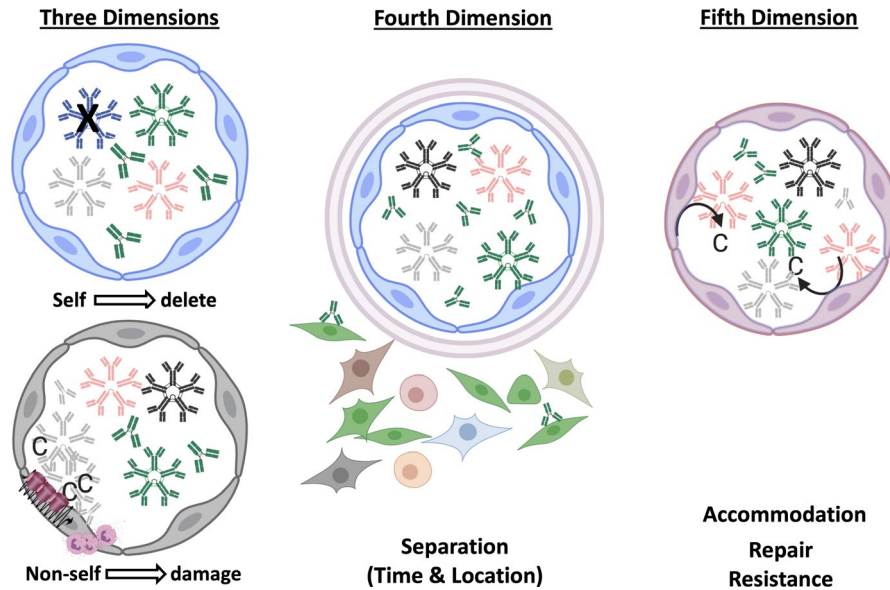 Three Dimensions
X
Self delete
C
C
C
Non-self damage
Fourth Dimension
Separation
(Time & Location)
Fifth Dimension
C
C
Accommodation
Repair
Resistance